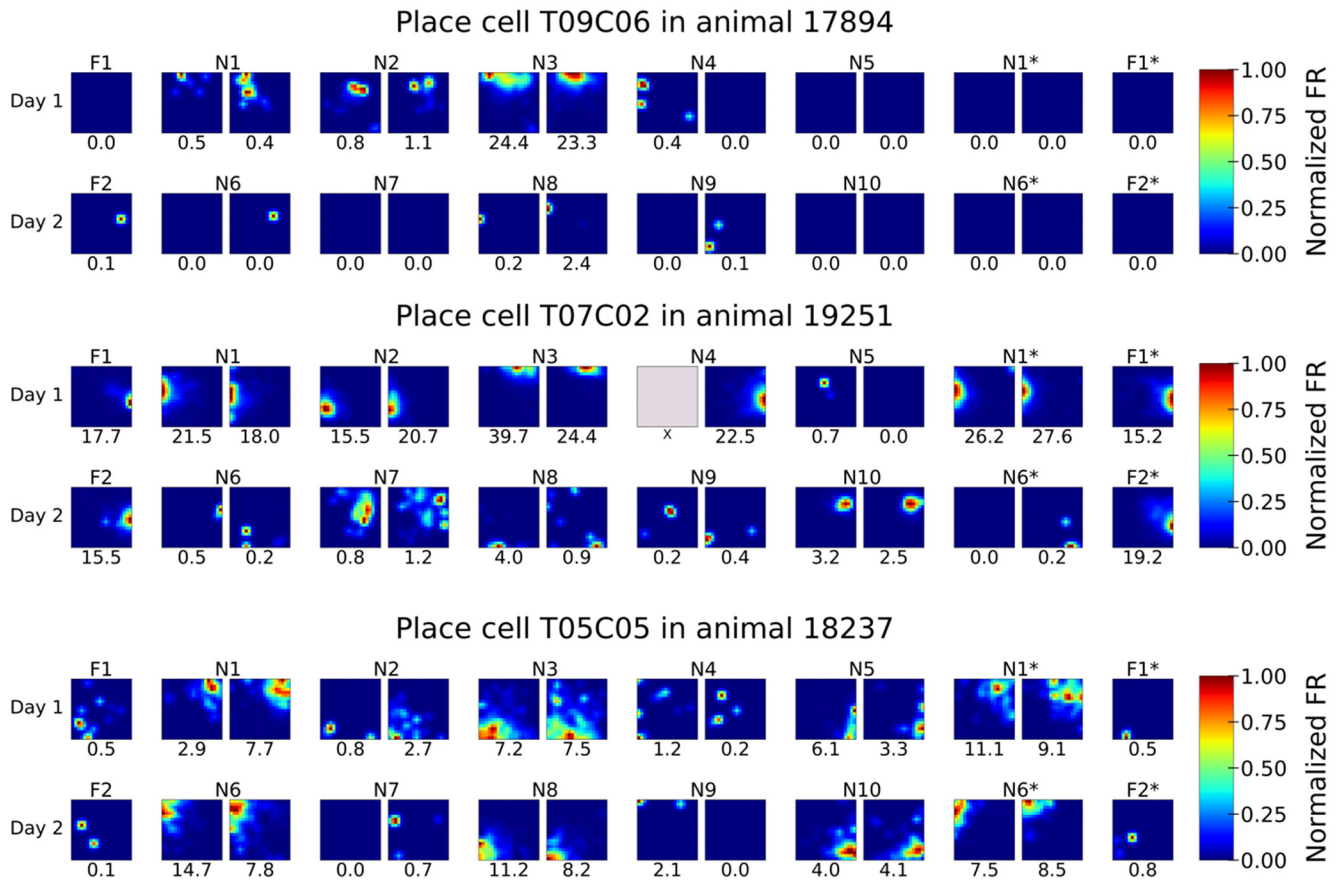 Place cell T09C06 in animal 17894
F1 N1 N2 N3 N4 N5 N1* F1*
Day 1
0.0 0.5 0.4 0.8 1.1 24.4 23.3 0.4 0.0 0.0 0.0 0.0 0.0 0.0
F2 N6 N7 N8 N9 N10 N6* F2*
Day 2
0.1 0.0 0.0 0.0 0.0 0.2 2.4 0.0 0.1 0.0 0.0 0.0 0.0 0.0
1.00
0.75
0.50
0.25
0.00
Normalized FR
Place cell T07C02 in animal 19251
F1 N1 N2 N3 N4 N5 N1* F1*
Day 1
17.7 21.5 18.0 15.5 20.7 39.7 24.4 x 22.5 0.7 0.0 26.2 27.6 15.2
F2 N6 N7 N8 N9 N10 N6* F2*
Day 2
15.5 0.5 0.2 0.8 1.2 4.0 0.9 0.2 0.4 3.2 2.5 0.0 0.2 19.2
1.00
0.75
0.50
0.25
0.00
Normalized FR
Place cell T05C05 in animal 18237
F1 N1 N2 N3 N4 N5 N1* F1*
Day 1
0.5 2.9 7.7 0.8 2.7 7.2 7.5 1.2 0.2 6.1 3.3 11.1 9.1 0.5
F2 N6 N7 N8 N9 N10 N6* F2*
Day 2
0.1 14.7 7.8 0.0 0.7 11.2 8.2 2.1 0.0 4.0 4.1 7.5 8.5 0.8
1.00
0.75
0.50
0.25
0.00
Normalized FR